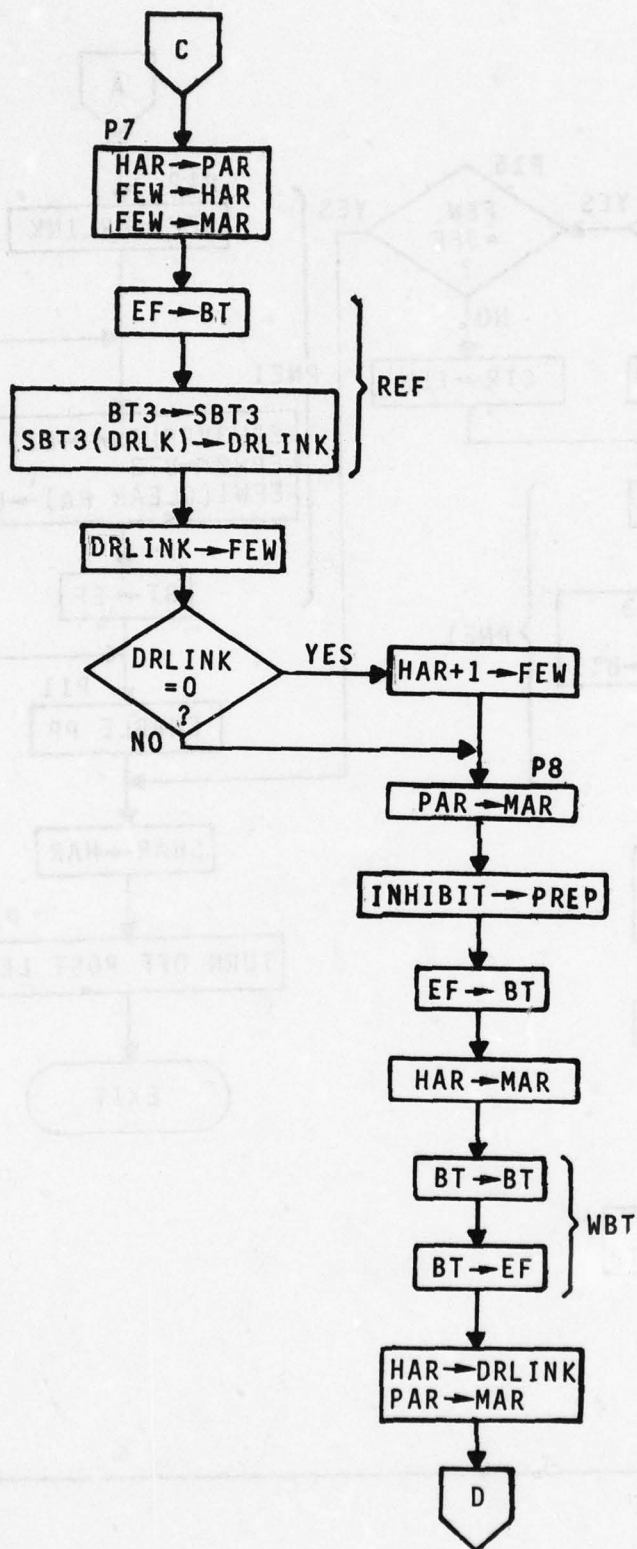 C
P7
HAR→PAR
FEW→HAR
FEW→MAR
EF→BT
BT3→SBT3
SBT3(DRLK)→DRLINK
REF
DRLINK→FEW
DRLINK
=0
?
YES
NO
HAR+1→FEW
P8
PAR→MAR
INHIBIT→PREP
EF→BT
HAR→MAR
BT→BT
BT→EF
WBT
HAR→DRLINK
PAR→MAR
D